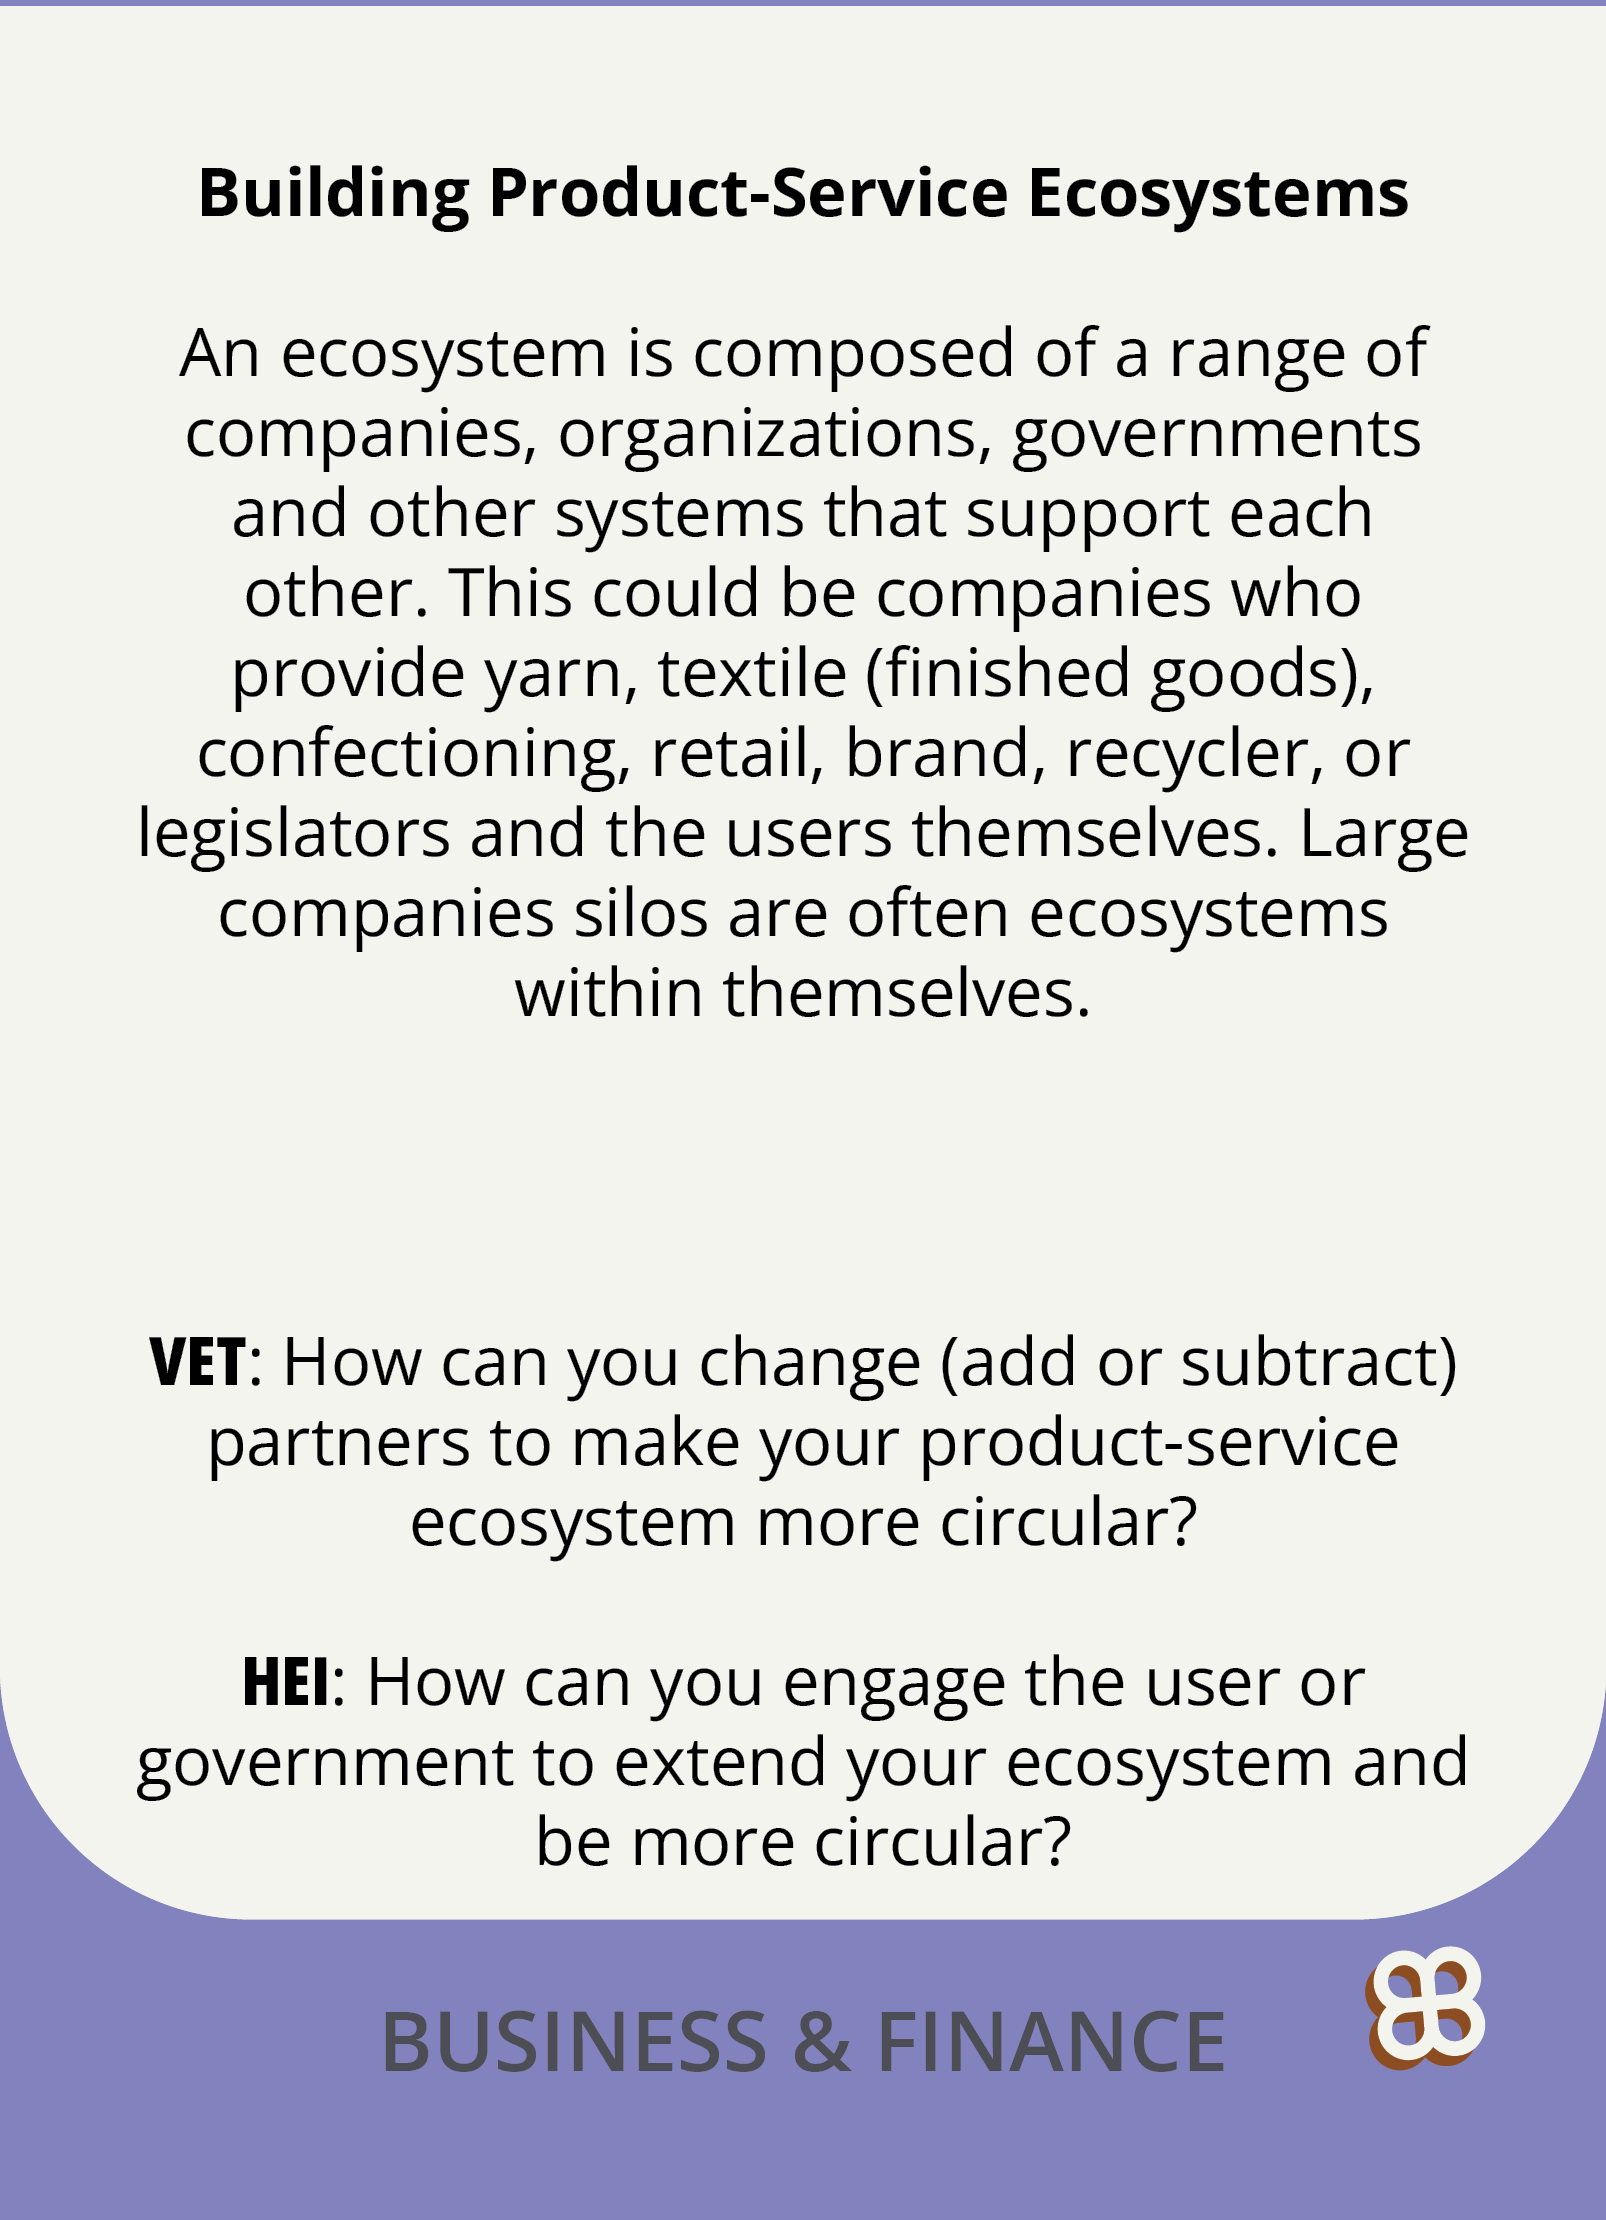 Building Product-Service Ecosystems
An ecosystem is composed of a range of
companies, organizations, governments
and other systems that support each
other. This could be companies who
provide yarn, textile (finished goods),
confectioning, retail, brand, recycler, or
legislators and the users themselves. Large
companies silos are often ecosystems
within themselves.
VET: How can you change (add or subtract)
partners to make your product-service
ecosystem more circular?
HEI: How can you engage the user or
government to extend your ecosystem and
be more circular?
BUSINESS & FINANCE